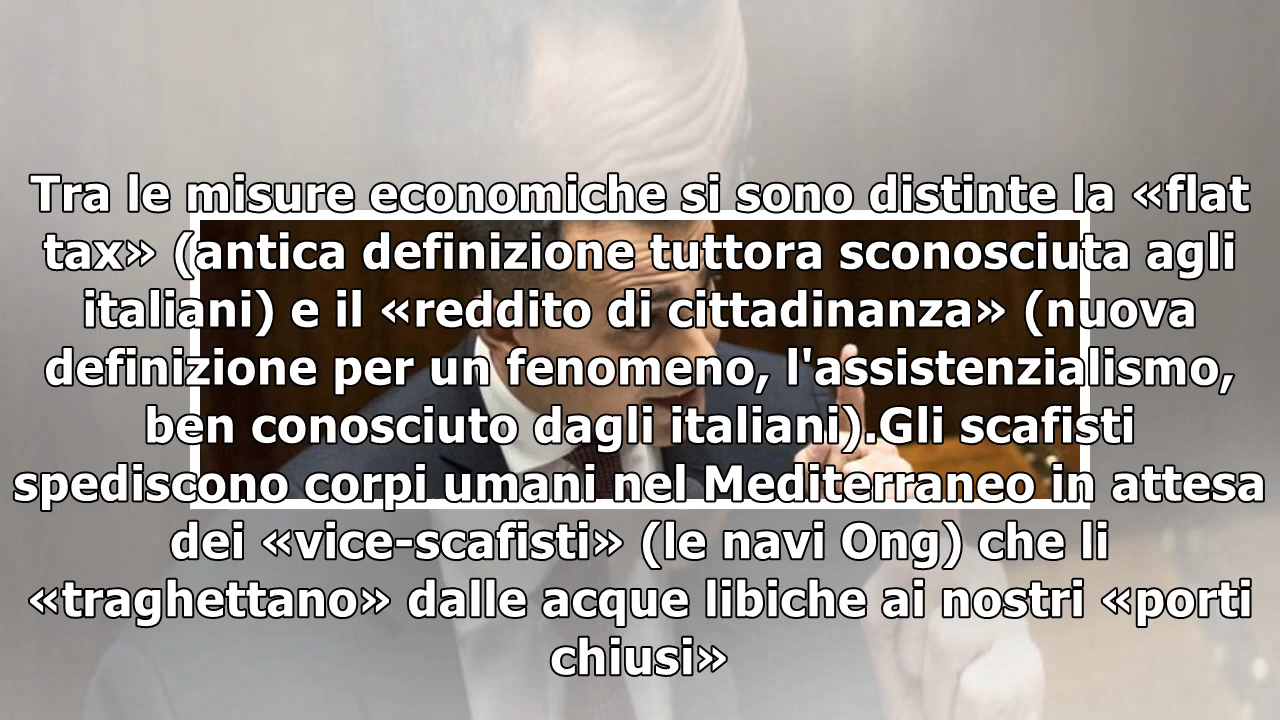 Tra le misure economiche si sono distinte la «flat
tax» (antica definizione tuttora sconosciuta agli
italiani) e il «reddito di cittadinanza» (nuova
definizione per un fenomeno, l'assistenzialismo,
ben conosciuto dagli italiani).Gli scafisti
spediscono corpi umani nel Mediterraneo in attesa
dei «vice-scafisti» (le navi Ong) che li
«traghettano» dalle acque libiche ai nostri «porti
chiusi»